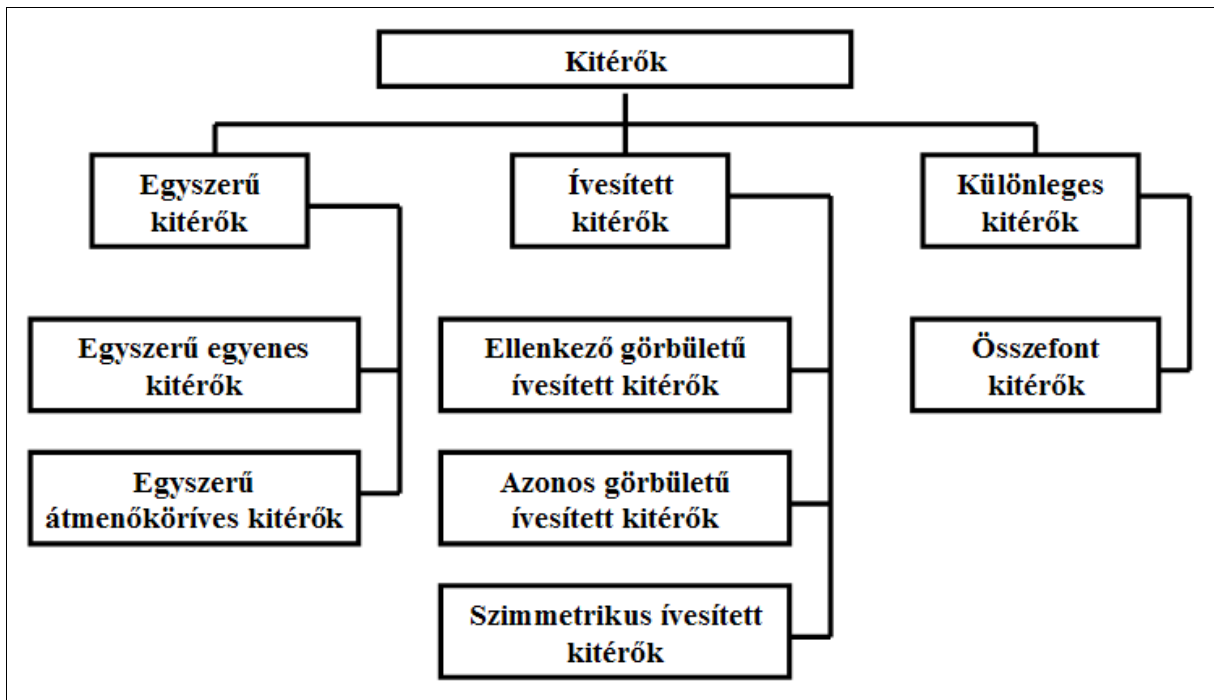 Kitérők
Egyszerű
kitérők
Ívesített
kitérők
Különleges
kitérők
Egyszerű egyenes
kitérők
Ellenkező görbületű
ívesített kitérők
Összefont
kitérők
Egyszerű
átmenőköríves kitérők
Azonos görbületű
ívesített kitérők
Szimmetrikus ívesített
kitérők